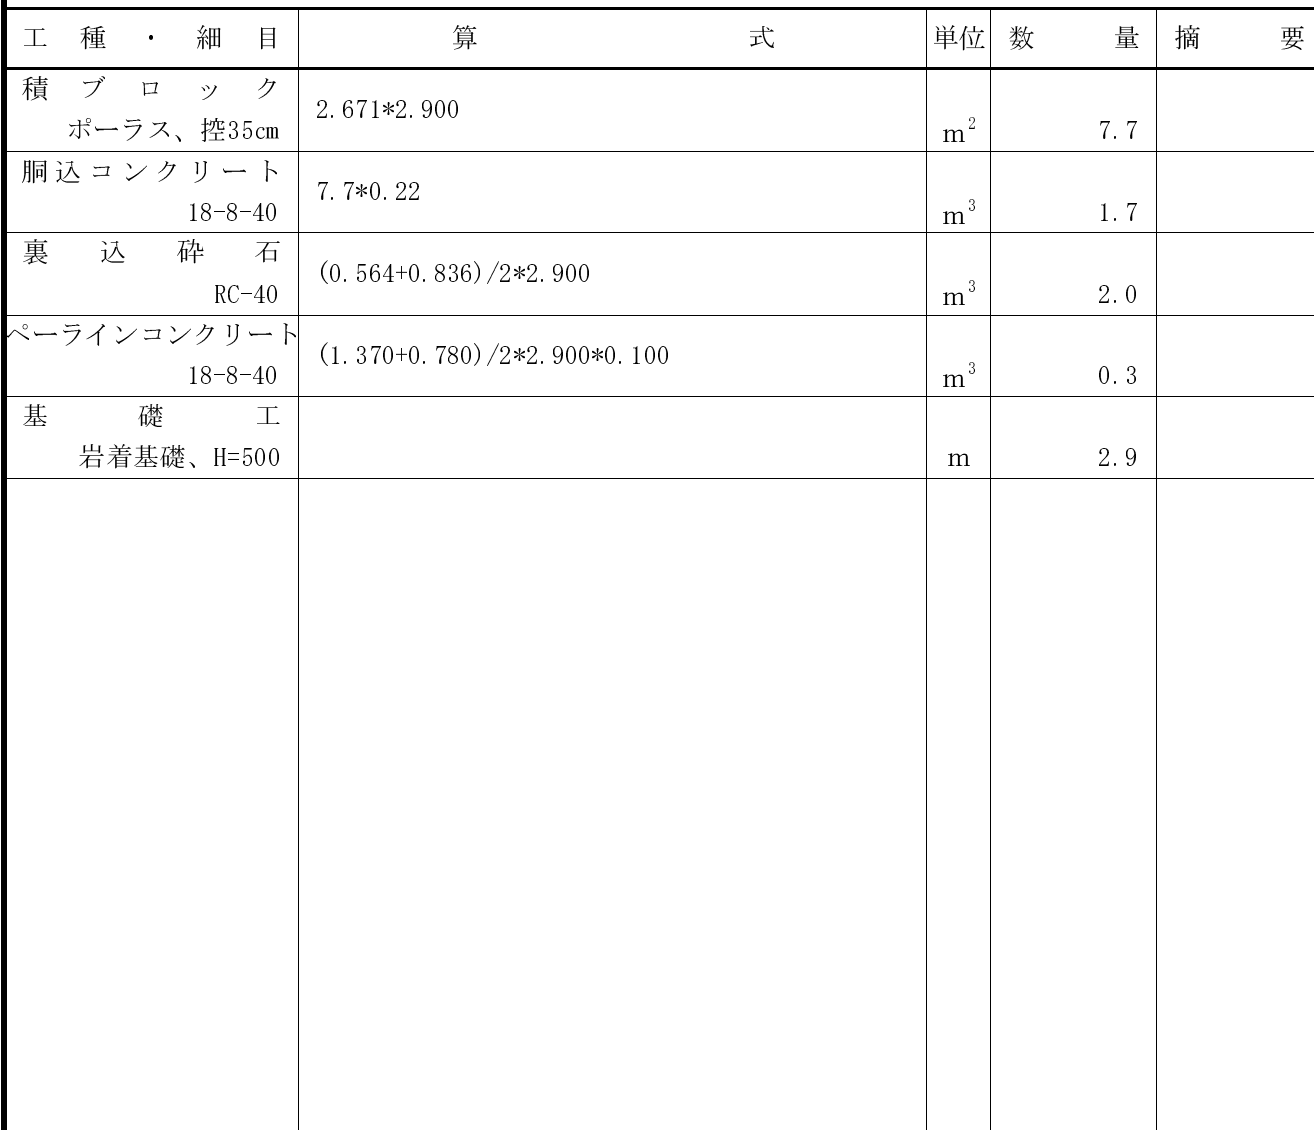 工種・細目 算式 単位 数量 摘要
積ブロック
2.671*2.900
ポーラス、控35cm m² 7.7
胴込コンクリート
7.7*0.22
18-8-40 m³ 1.7
裏込砕石
(0.564+0.836)/2*2.900
RC-40 m³ 2.0
ペーラインコンクリート
(1.370+0.780)/2*2.900*0.100
18-8-40 m³ 0.3
基礎工
岩着基礎、H=500 m 2.9